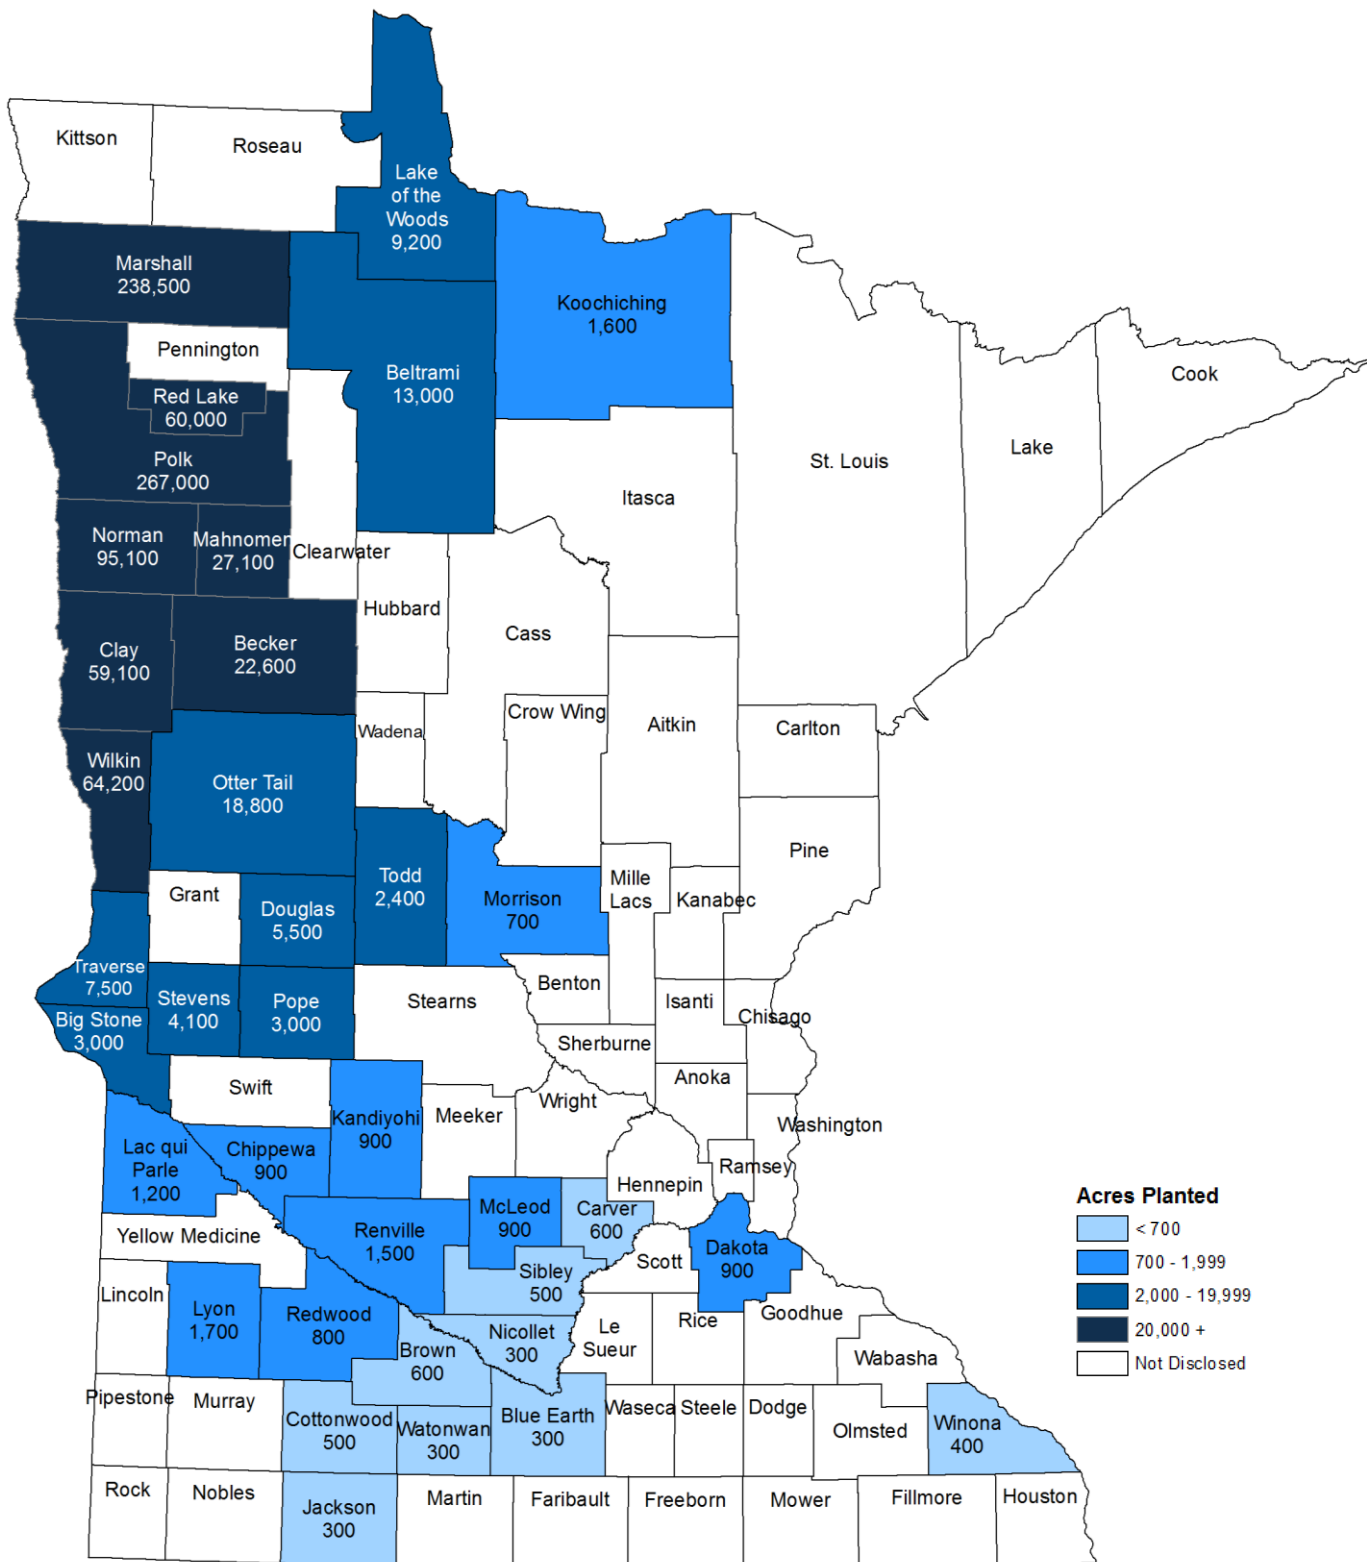 Kittson
Roseau
Lake
of the
Woods
9,200
Marshall
238,500
Koochiching
1,600
Pennington
Beltrami
13,000
Cook
Red Lake
60,000
Lake
St. Louis
Polk
267,000
Itasca
Norman
95,100
Mahnomen
27,100
Clearwater
Hubbard
Cass
Clay
59,100
Becker
22,600
Crow Wing
Aitkin
Carlton
Wadena
Wilkin
64,200
Otter Tail
18,800
Pine
Todd
2,400
Mille
Lacs
Kanabec
Grant
Douglas
5,500
Morrison
700
Traverse
7,500
Stevens
4,100
Pope
3,000
Stearns
Benton
Isanti
Chisago
Big Stone
3,000
Sherburne
Anoka
Swift
Kandiyohi
900
Meeker
Wright
Washington
Lac qui
Parle
1,200
Chippewa
900
Hennepin
Ramsey
McLeod
900
Carver
600
Yellow Medicine
Renville
1,500
Dakota
900
Scott
Sibley
500
Lincoln
Lyon
1,700
Redwood
800
Goodhue
Rice
Le
Sueur
Nicollet
300
Brown
600
Wabasha
Pipestone
Murray
Cottonwood
500
Watonwan
300
Blue Earth
300
Waseca
Steele
Dodge
Olmsted
Winona
400
Rock
Nobles
Jackson
300
Martin
Faribault
Freeborn
Mower
Fillmore
Houston
Acres Planted
< 700
700 - 1,999
2,000 - 19,999
20,000 +
Not Disclosed